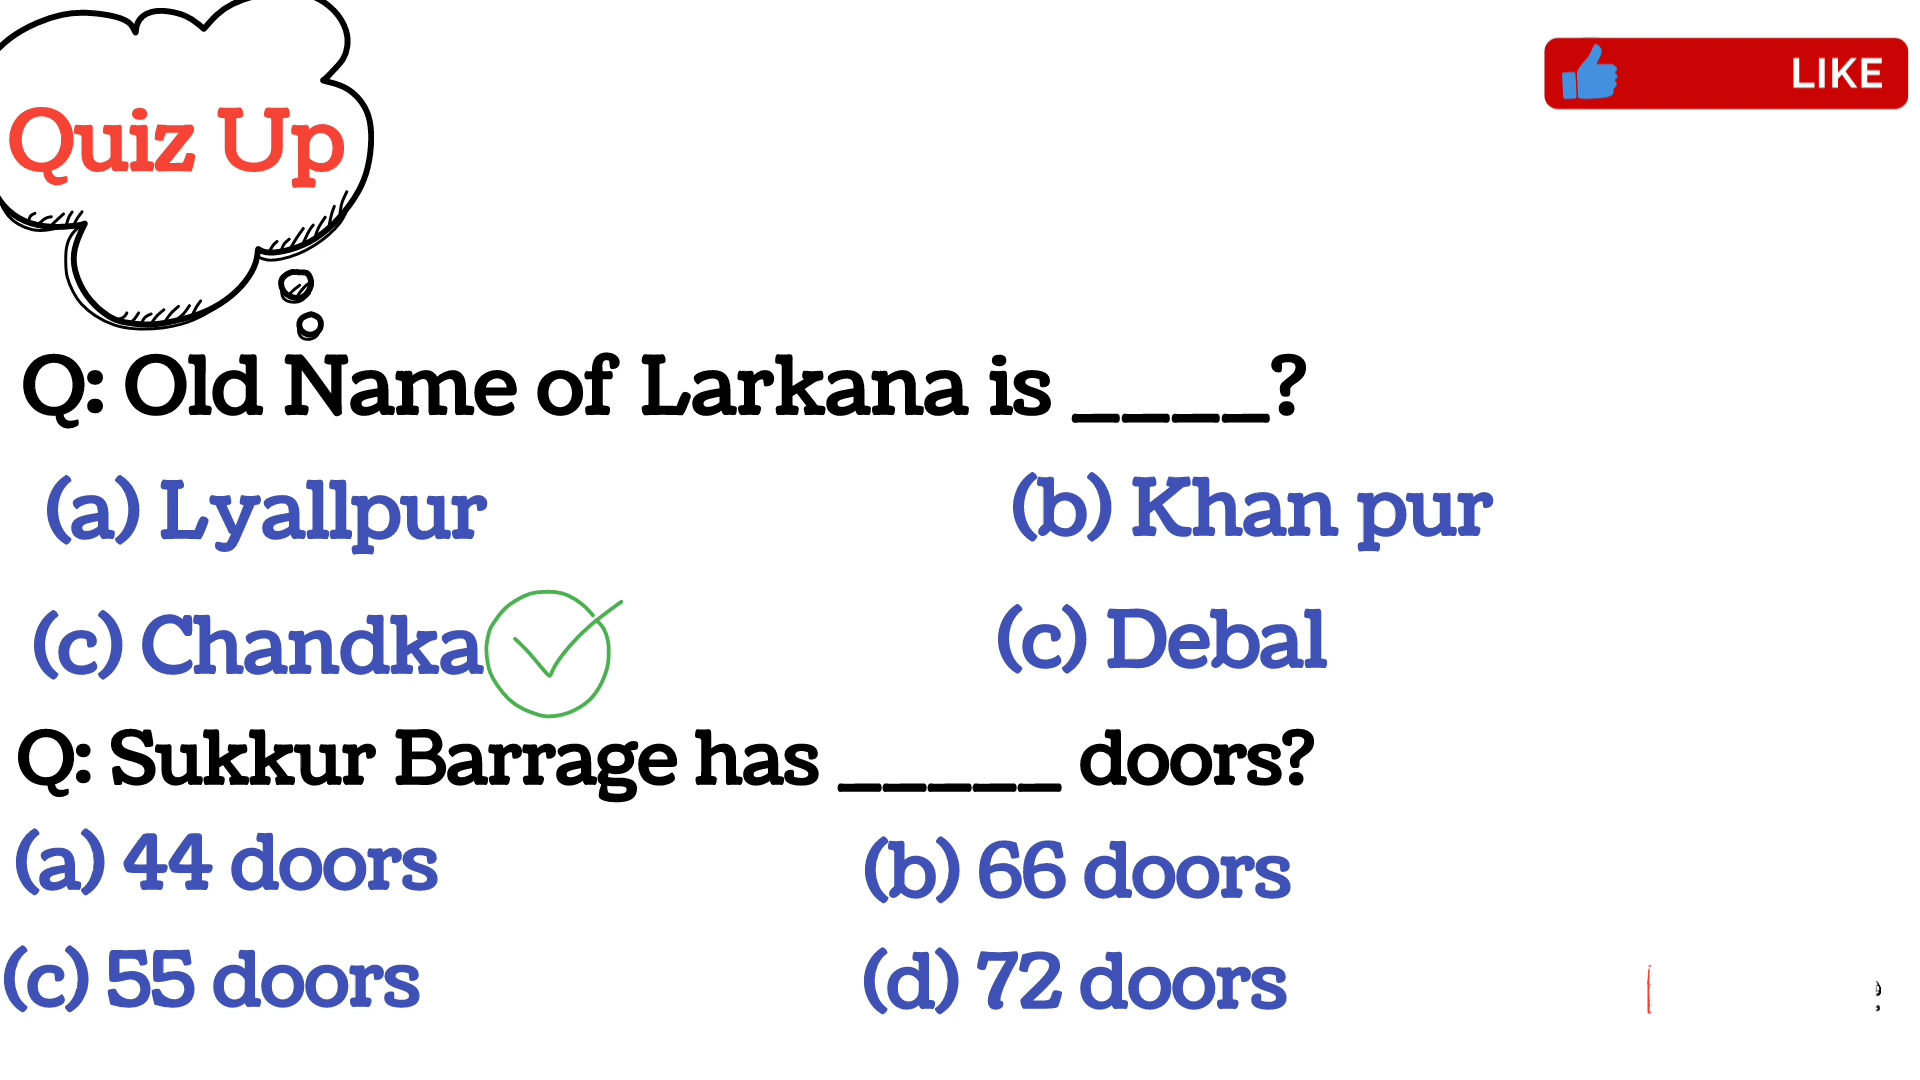 Quiz Up
LIKE
Q: Old Name of Larkana is ____?
(a) Lyallpur
(b) Khan pur
(c) Chandka
(c) Debal
Q: Sukkur Barrage has _____ doors?
(a) 44 doors
(b) 66 doors
(c) 55 doors
(d) 72 doors